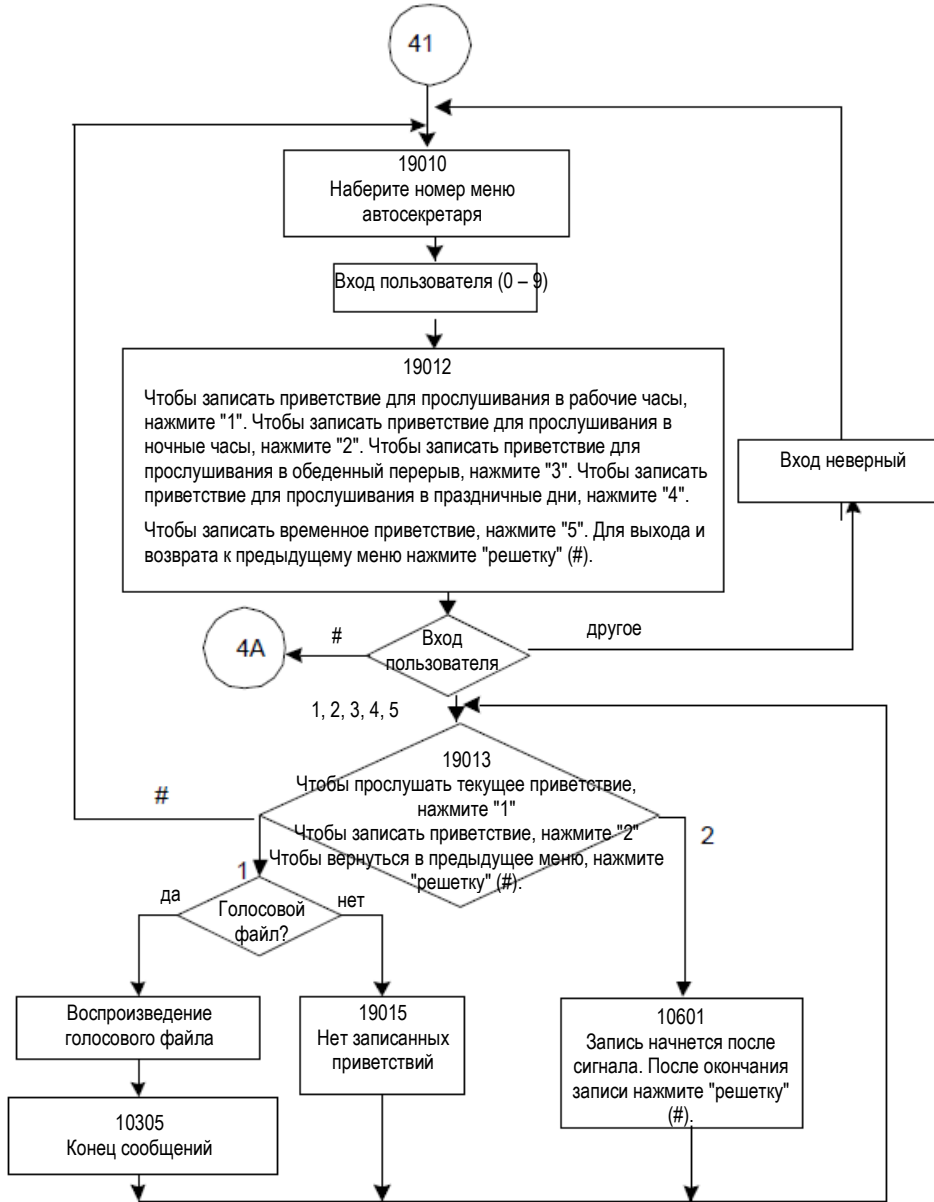 41
19010
Наберите номер меню
автосекретаря
Вход пользователя (0 – 9)
19012
Чтобы записать приветствие для прослушивания в рабочие часы,
нажмите "1". Чтобы записать приветствие для прослушивания в
ночные часы, нажмите "2". Чтобы записать приветствие для
прослушивания в обеденный перерыв, нажмите "3". Чтобы записать
приветствие для прослушивания в праздничные дни, нажмите "4".
Чтобы записать временное приветствие, нажмите "5". Для выхода и
возврата к предыдущему меню нажмите "решетку" (#).
Вход неверный
4A
#
Вход
пользователя
другое
1, 2, 3, 4, 5
19013
Чтобы прослушать текущее приветствие,
нажмите "1"
Чтобы записать приветствие, нажмите "2"
Чтобы вернуться в предыдущее меню, нажмите
"решетку" (#).
#
2
1
да
Голосовой
файл?
нет
Воспроизведение
голосового файла
19015
Нет записанных
приветствий
10601
Запись начнется после
сигнала. После окончания
записи нажмите "решетку"
(#).
10305
Конец сообщений